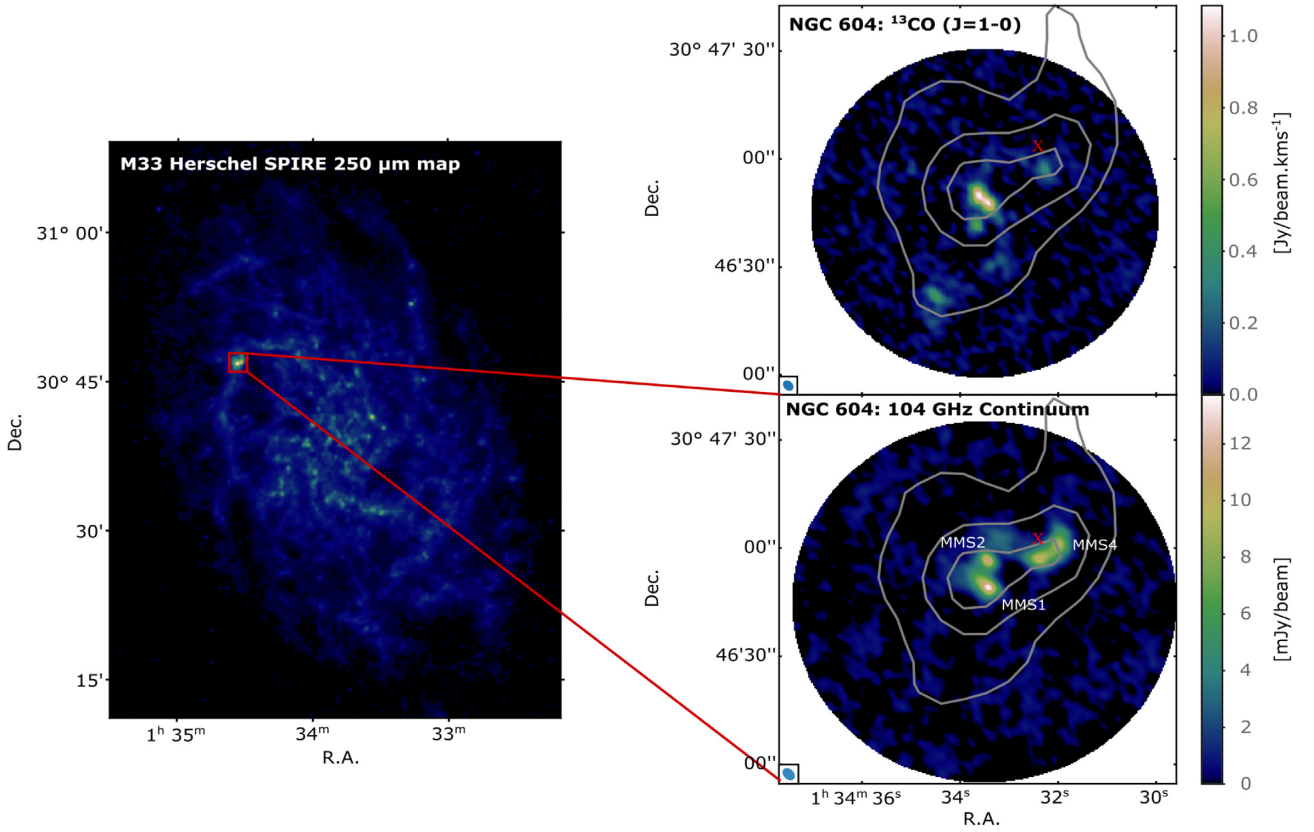 M33 Herschel SPIRE 250 µm map
Dec.
31° 00'
30° 45'
30'
15'
1ʰ 35ᵐ
34ᵐ
33ᵐ
R.A.
NGC 604: ¹³CO (J=1-0)
Dec.
30° 47' 30''
00''
46'30''
00''
X
1.0
0.8
0.6
0.4
0.2
0.0
[Jy/beam.kms⁻¹]
NGC 604: 104 GHz Continuum
Dec.
30° 47' 30''
00''
46'30''
00''
X
MMS2
MMS4
MMS1
1ʰ 34ᵐ 36ˢ
34ˢ
32ˢ
30ˢ
R.A.
12
10
8
6
4
2
0
[mJy/beam]